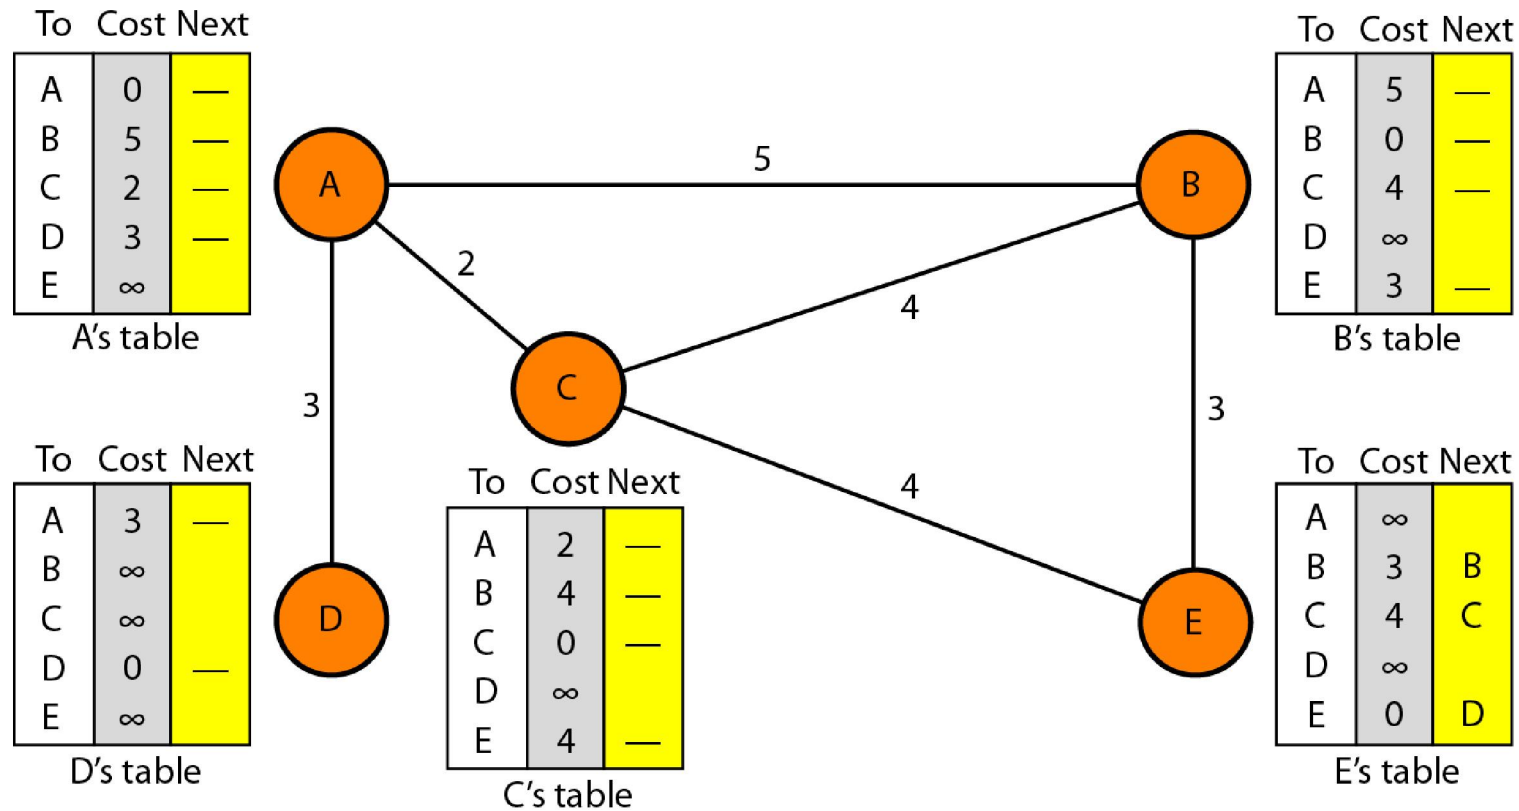 To Cost Next
A 0 —
B 5 —
C 2 —
D 3 —
E ∞
A's table
To Cost Next
A 5 —
B 0 —
C 4 —
D ∞
E 3 —
B's table
A
5
B
2
4
C
3
3
4
D
E
To Cost Next
A 3 —
B ∞
C ∞
D 0 —
E ∞
D's table
To Cost Next
A 2 —
B 4 —
C 0 —
D ∞
E 4 —
C's table
To Cost Next
A ∞
B 3 B
C 4 C
D ∞
E 0 D
E's table